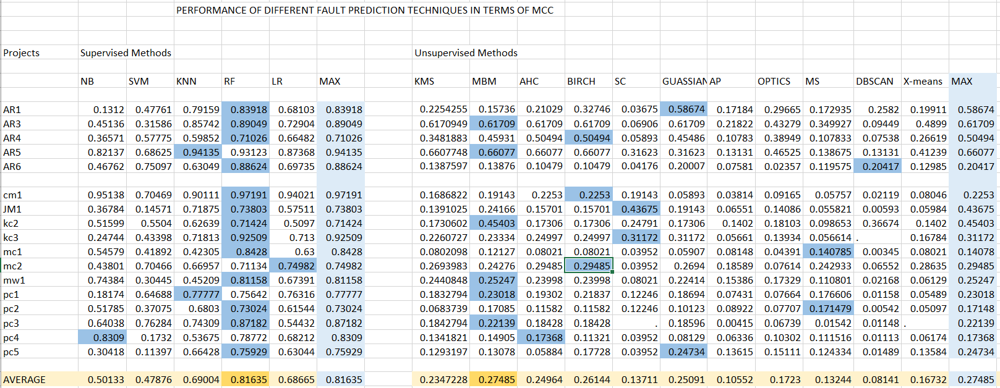 PERFORMANCE OF DIFFERENT FAULT PREDICTION TECHNIQUES IN TERMS OF MCC
Projects Supervised Methods Unsupervised Methods
NB SVM KNN RF LR MAX KMS MBM AHC BIRCH SC GUASSIAN AP OPTICS MS DBSCAN X-means MAX
AR1 0.1312 0.47761 0.79159 0.83918 0.68103 0.83918 0.2254255 0.15736 0.21029 0.32746 0.03675 0.58674 0.17184 0.29665 0.172935 0.2582 0.19911 0.58674
AR3 0.45136 0.31586 0.85742 0.89049 0.72904 0.89049 0.6170949 0.61709 0.61709 0.61709 0.06906 0.61709 0.21822 0.43279 0.349927 0.09449 0.4899 0.61709
AR4 0.36571 0.57775 0.59852 0.71026 0.66482 0.71026 0.3481883 0.45931 0.50494 0.50494 0.05893 0.45486 0.10783 0.38949 0.107833 0.07538 0.26619 0.50494
AR5 0.82137 0.68625 0.94135 0.93123 0.87368 0.94135 0.6607748 0.66077 0.66077 0.66077 0.31623 0.31623 0.13131 0.46525 0.138675 0.13131 0.41239 0.66077
AR6 0.46762 0.75097 0.63049 0.88624 0.69735 0.88624 0.1387597 0.13876 0.10479 0.10479 0.04176 0.20007 0.07581 0.02357 0.119575 0.20417 0.12985 0.20417
cm1 0.95138 0.70469 0.90111 0.97191 0.94021 0.97191 0.1686822 0.19143 0.2253 0.2253 0.19143 0.05893 0.03814 0.09165 0.05757 0.02119 0.08046 0.2253
JM1 0.36784 0.14571 0.71875 0.73803 0.57511 0.73803 0.1391025 0.24166 0.15701 0.15701 0.43675 0.19143 0.06551 0.14086 0.055821 0.00593 0.05984 0.43675
kc2 0.51599 0.5504 0.62639 0.71424 0.5097 0.71424 0.1730602 0.45403 0.17306 0.17306 0.24791 0.17306 0.1402 0.18103 0.098653 0.36674 0.1402 0.45403
kc3 0.24744 0.43398 0.71813 0.92509 0.713 0.92509 0.2260727 0.23334 0.24997 0.24997 0.31172 0.31172 0.05661 0.13934 0.056614 . 0.16784 0.31172
mc1 0.54579 0.41892 0.42305 0.8428 0.63 0.8428 0.0802098 0.12127 0.08021 0.08021 0.03952 0.05907 0.08148 0.04391 0.140785 0.00345 0.08021 0.14078
mc2 0.43801 0.70466 0.66957 0.71134 0.74982 0.74982 0.2693983 0.24276 0.29485 0.29485 0.03952 0.2694 0.18589 0.07614 0.242933 0.06552 0.28635 0.29485
mw1 0.74384 0.30445 0.45209 0.81158 0.67391 0.81158 0.2440848 0.25247 0.23998 0.23998 0.08021 0.22414 0.15386 0.17329 0.110801 0.02168 0.06129 0.25247
pc1 0.18174 0.64688 0.77777 0.75642 0.76316 0.77777 0.1832794 0.23018 0.19302 0.21837 0.12246 0.18694 0.07431 0.07664 0.176606 0.01158 0.05489 0.23018
pc2 0.51785 0.37075 0.6803 0.73024 0.61544 0.73024 0.0683739 0.17085 0.11582 0.11582 0.12246 0.10123 0.08922 0.07707 0.171479 0.00542 0.05097 0.17148
pc3 0.64038 0.76284 0.74309 0.87182 0.54432 0.87182 0.1842794 0.22139 0.18428 0.18428 . 0.18596 0.00415 0.06739 0.01542 0.01148 . 0.22139
pc4 0.8309 0.1732 0.53675 0.78772 0.68212 0.8309 0.1341821 0.14905 0.17368 0.11321 0.03952 0.08129 0.06336 0.10302 0.111516 0.01113 0.06174 0.17368
pc5 0.30418 0.11397 0.66428 0.75929 0.63044 0.75929 0.1293197 0.13078 0.05884 0.17728 0.03952 0.24734 0.13615 0.15111 0.124334 0.01489 0.13584 0.24734
AVERAGE 0.50133 0.47876 0.69004 0.81635 0.68665 0.81635 0.2347228 0.27485 0.24964 0.26144 0.13711 0.25091 0.10552 0.1723 0.13244 0.08141 0.16732 0.27485